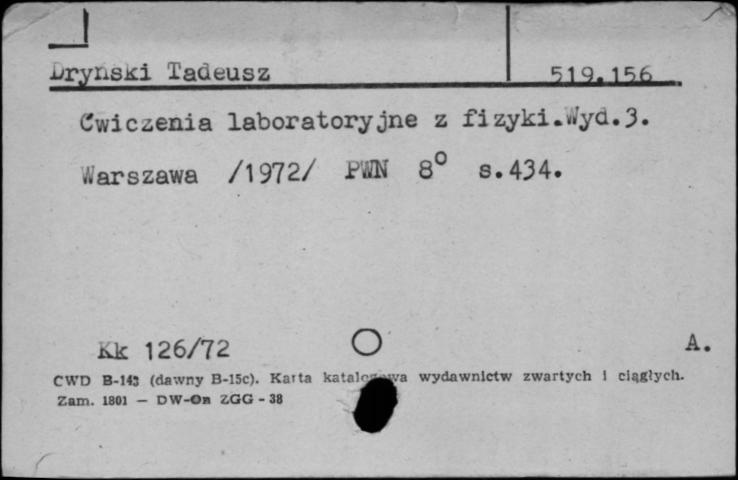 Dryński Tadeusz 519.156
Ćwiczenia laboratoryjne z fizyki.Wyd.3.
Warszawa /1972/ PWN 8° s.434.
Kk 126/72 A.
CWD B-143 (dawny B-15c). Karta katalogowa wydawnictw zwartych i ciągłych.
Zam. 1801 — DW-On ZGG - 38